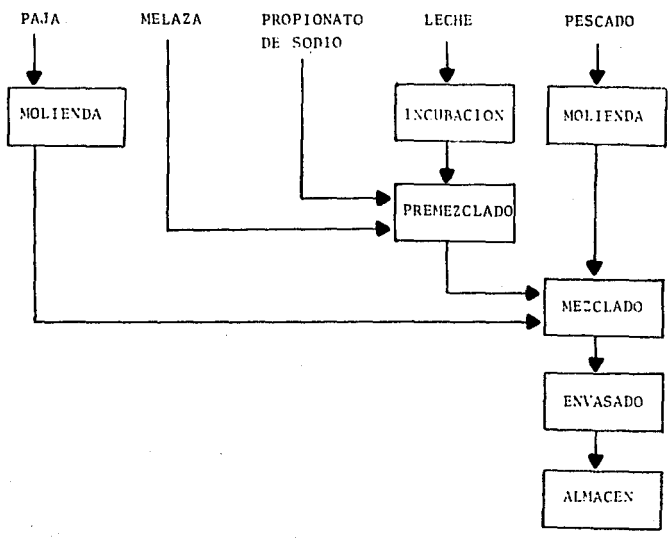 PAJA
MELAZA
PROPIONATO
DE SODIO
LECHE
PESCADO
MOLIENDA
INCUBACION
MOLIENDA
PREMEZCLADO
MEZCLADO
ENVASADO
ALMACEN